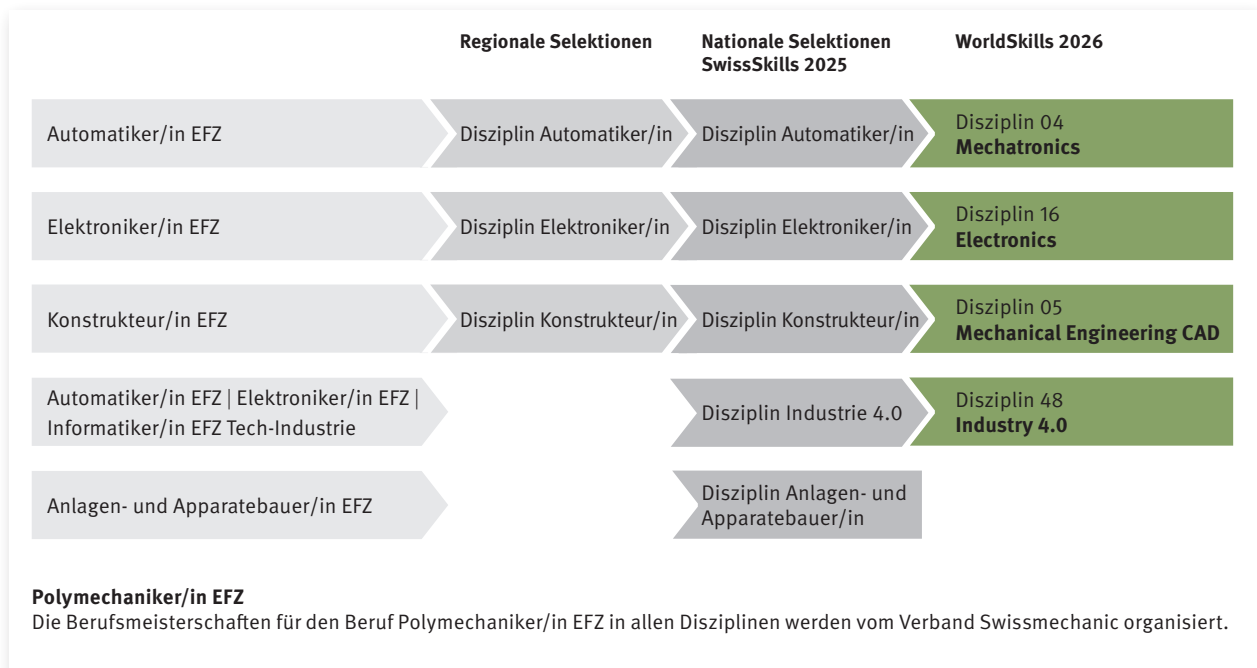 Regionale Selektionen
Nationale Selektionen
SwissSkills 2025
WorldSkills 2026
Automatiker/in EFZ
Disziplin Automatiker/in
Disziplin Automatiker/in
Disziplin 04
Mechatronics
Elektroniker/in EFZ
Disziplin Elektroniker/in
Disziplin Elektroniker/in
Disziplin 16
Electronics
Konstrukteur/in EFZ
Disziplin Konstrukteur/in
Disziplin Konstrukteur/in
Disziplin 05
Mechanical Engineering CAD
Automatiker/in EFZ | Elektroniker/in EFZ |
Informatiker/in EFZ Tech-Industrie
Disziplin Industrie 4.0
Disziplin 48
Industry 4.0
Anlagen- und Apparatebauer/in EFZ
Disziplin Anlagen- und
Apparatebauer/in
Polymechaniker/in EFZ
Die Berufsmeisterschaften für den Beruf Polymechaniker/in EFZ in allen Disziplinen werden vom Verband Swissmechanic organisiert.